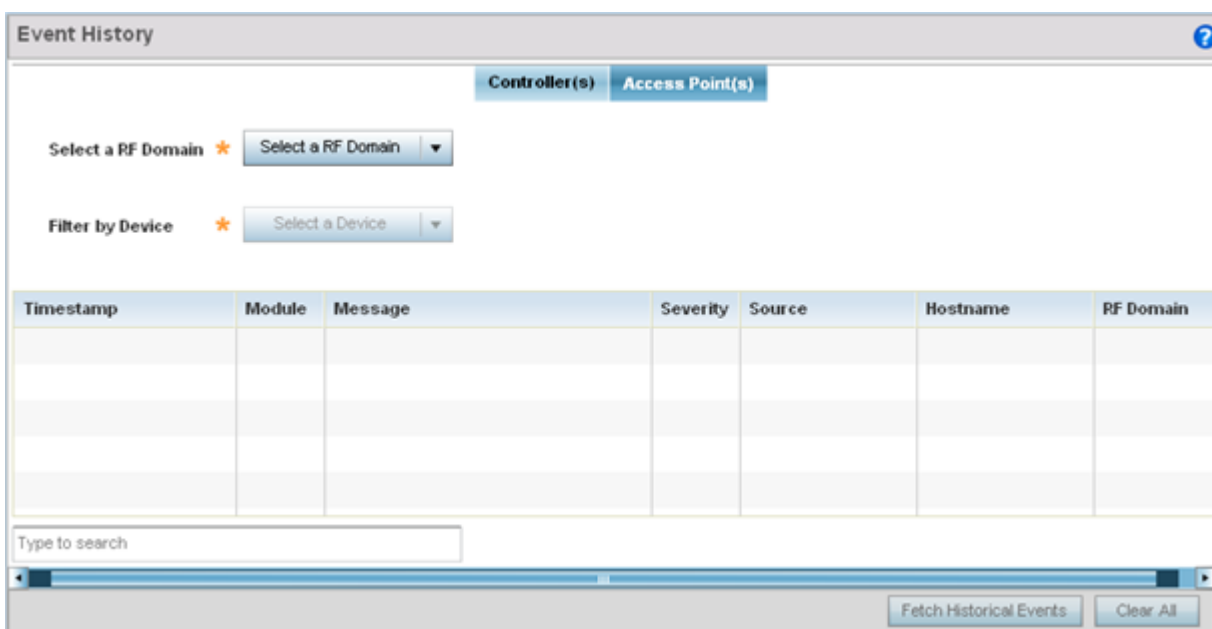 Event History
?
Controller(s) Access Point(s)
Select a RF Domain * Select a RF Domain
Filter by Device * Select a Device
Timestamp Module Message Severity Source Hostname RF Domain
Type to search
Fetch Historical Events Clear All